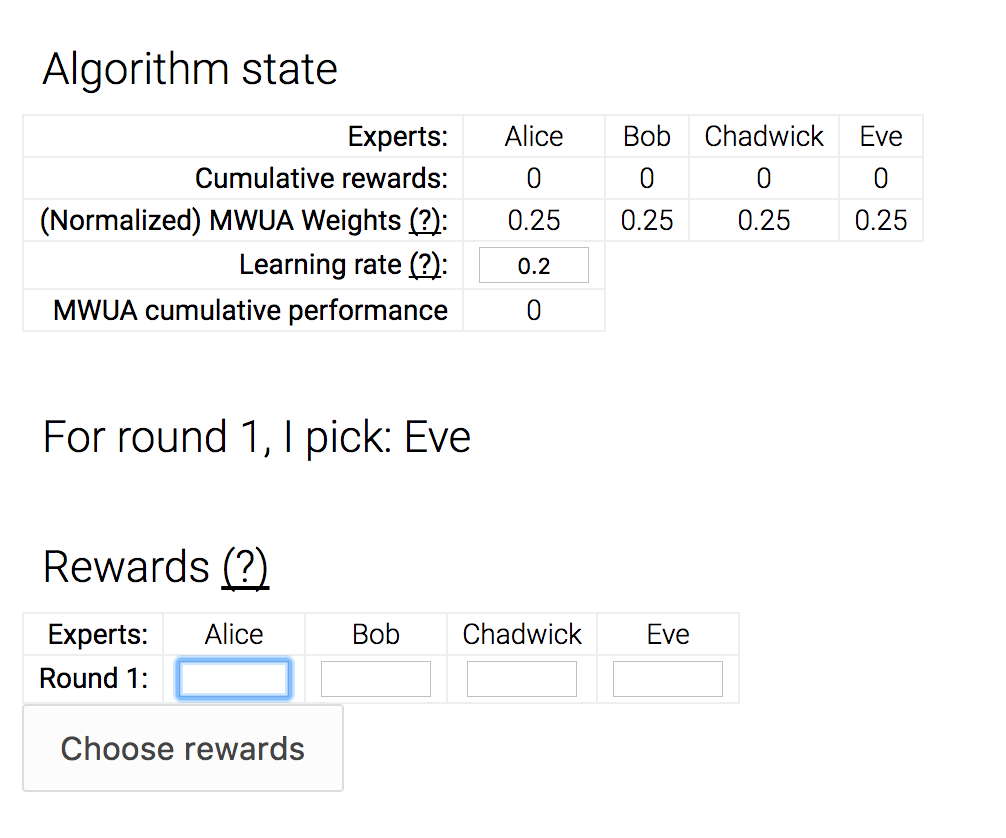 Algorithm state
Experts: Alice Bob Chadwick Eve
Cumulative rewards: 0 0 0 0
(Normalized) MWUA Weights (?): 0.25 0.25 0.25 0.25
Learning rate (?): 0.2
MWUA cumulative performance 0
For round 1, I pick: Eve
Rewards (?)
Experts: Alice Bob Chadwick Eve
Round 1:
Choose rewards